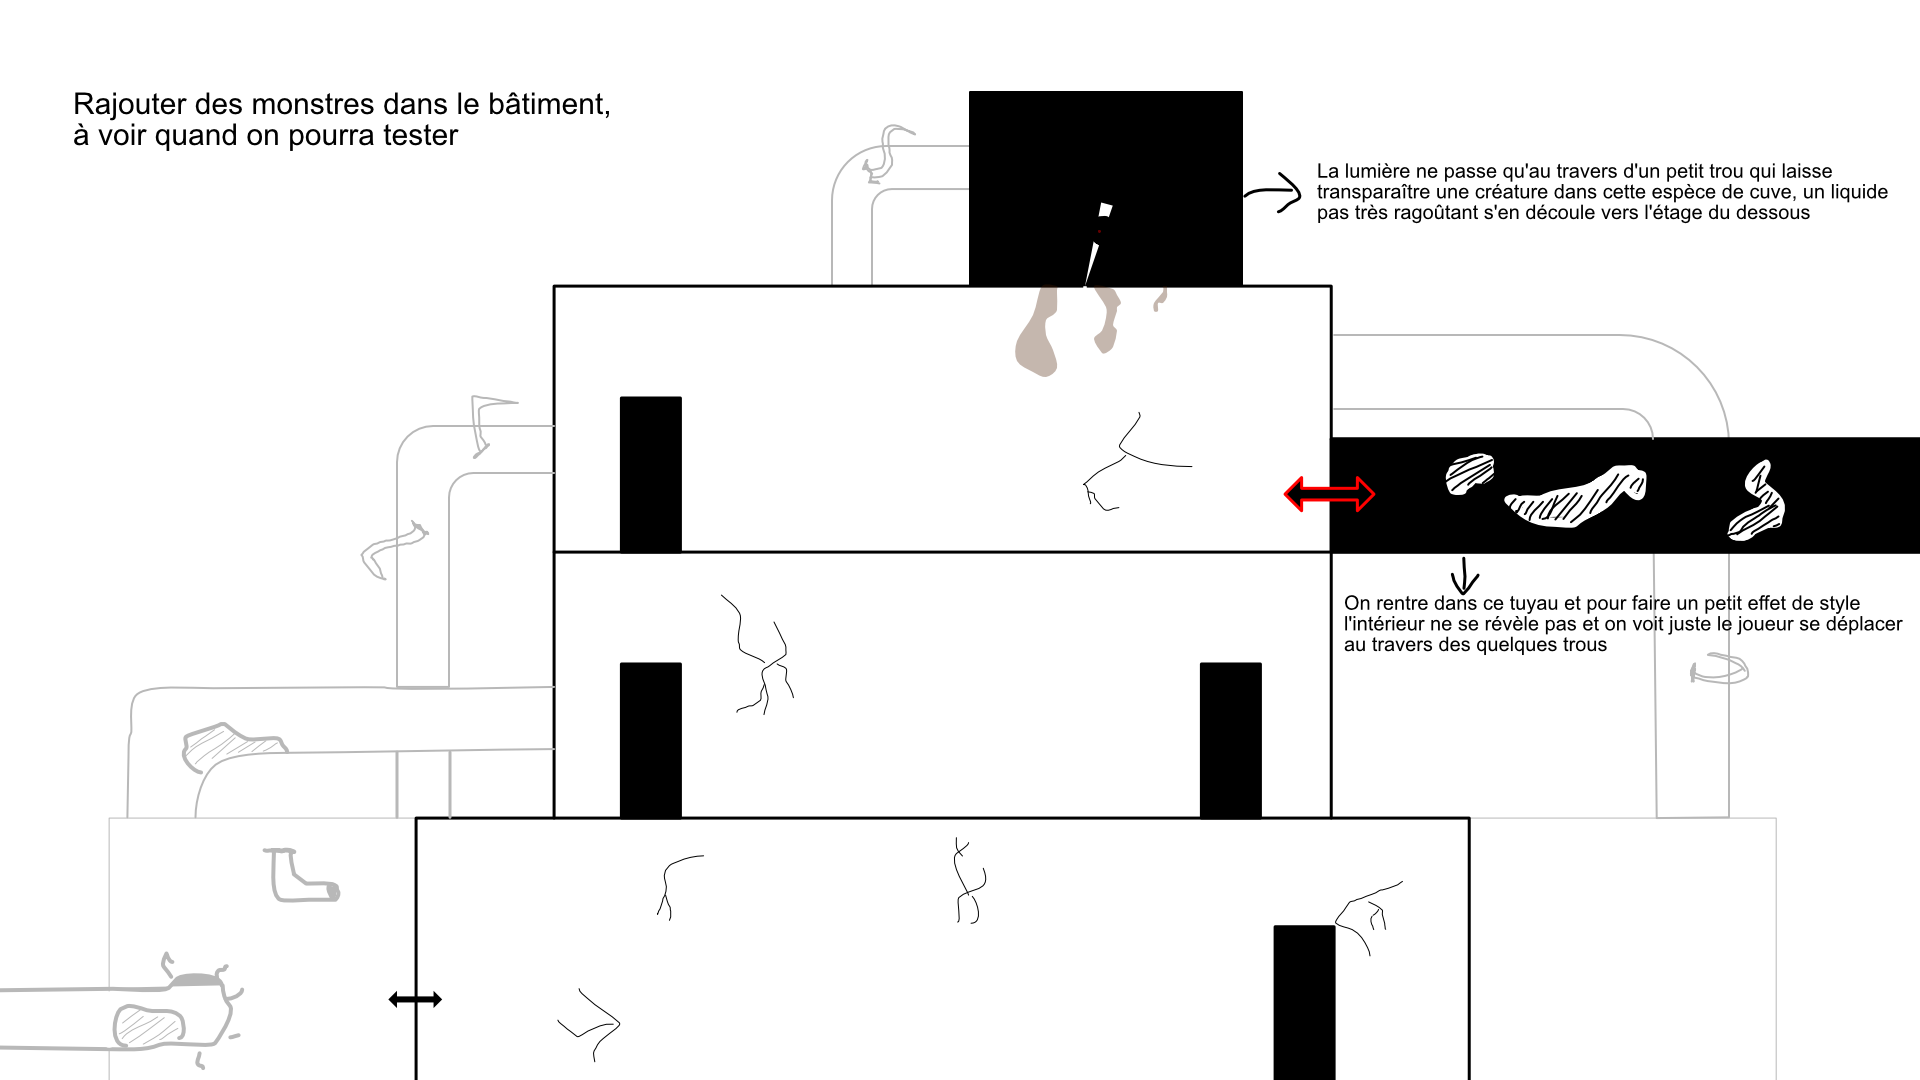 Rajouter des monstres dans le bâtiment,
à voir quand on pourra tester
La lumière ne passe qu'au travers d'un petit trou qui laisse
transparaître une créature dans cette espèce de cuve, un liquide
pas très ragoûtant s'en découle vers l'étage du dessous
On rentre dans ce tuyau et pour faire un petit effet de style
l'intérieur ne se révèle pas et on voit juste le joueur se déplacer
au travers des quelques trous